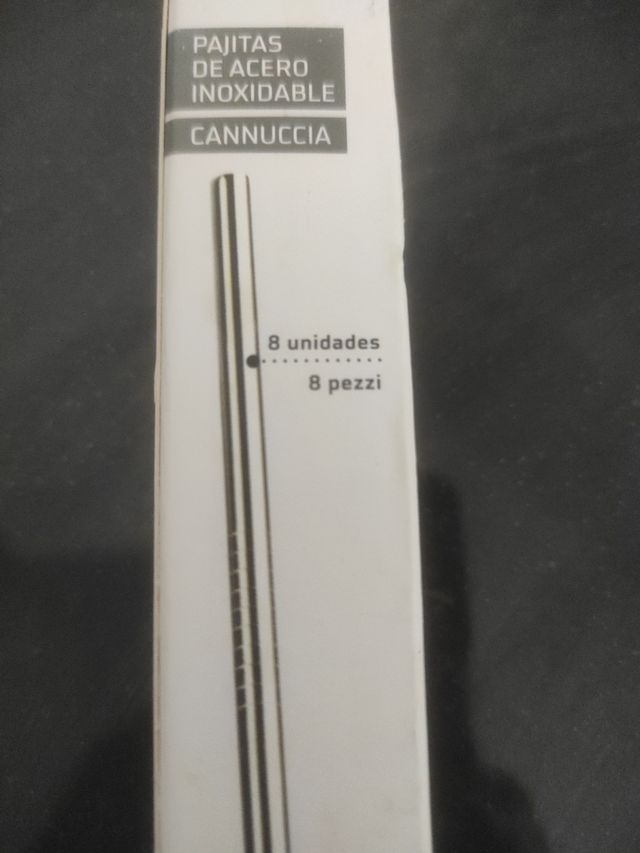 PAJITAS
DE ACERO
INOXIDABLE
CANNUCCIA
8 unidades
8 pezzi